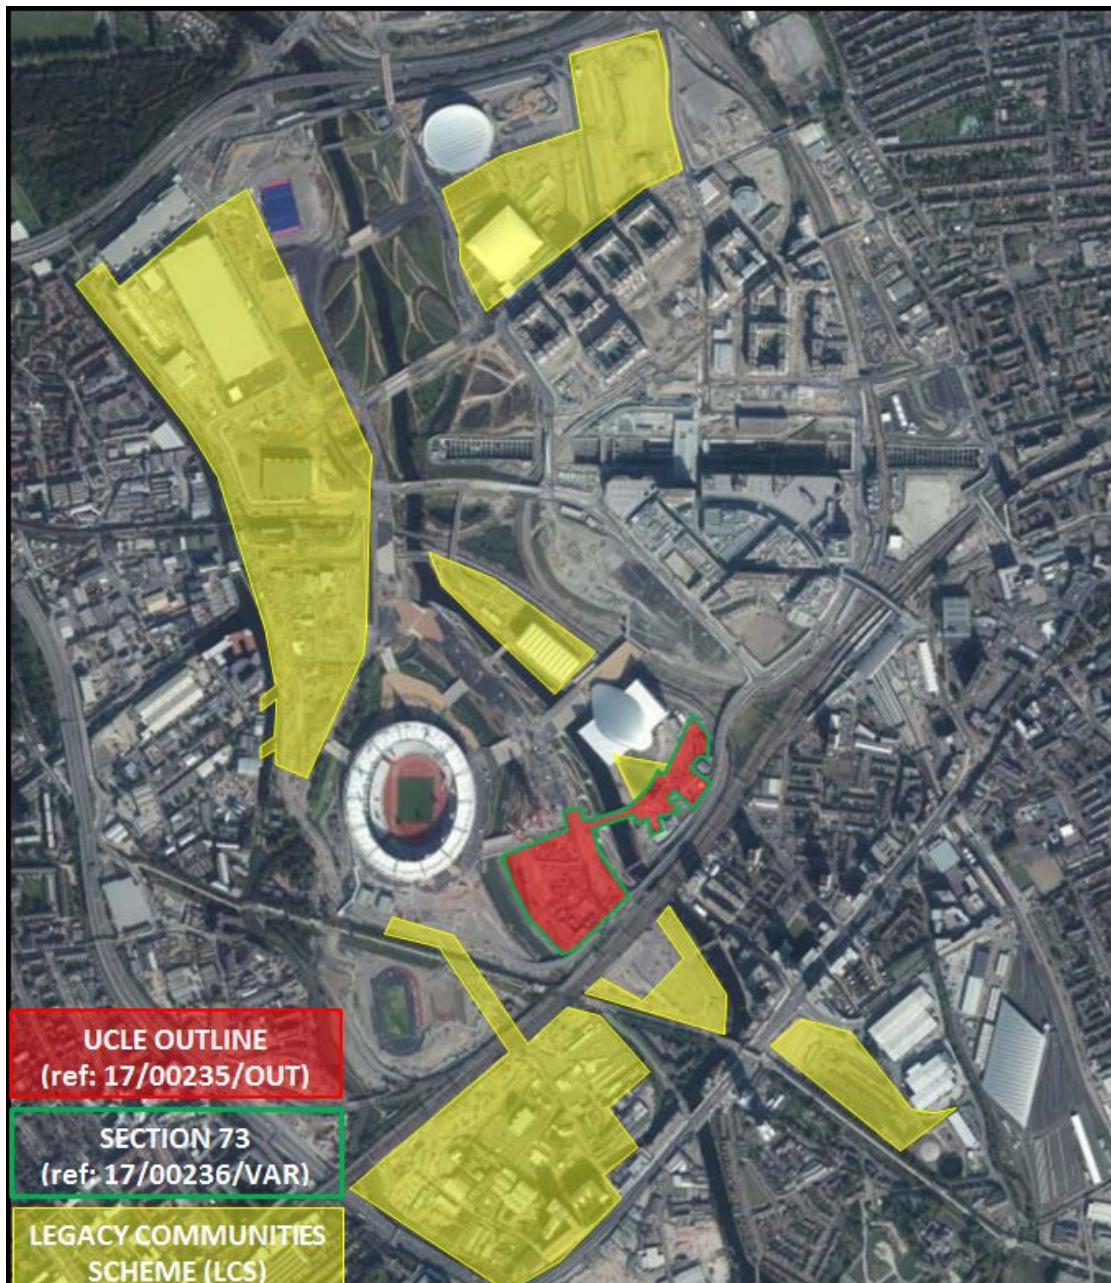 UCLE OUTLINE
(ref: 17/00235/OUT)
SECTION 73
(ref: 17/00236/VAR)
LEGACY COMMUNITIES
SCHEME (LCS)